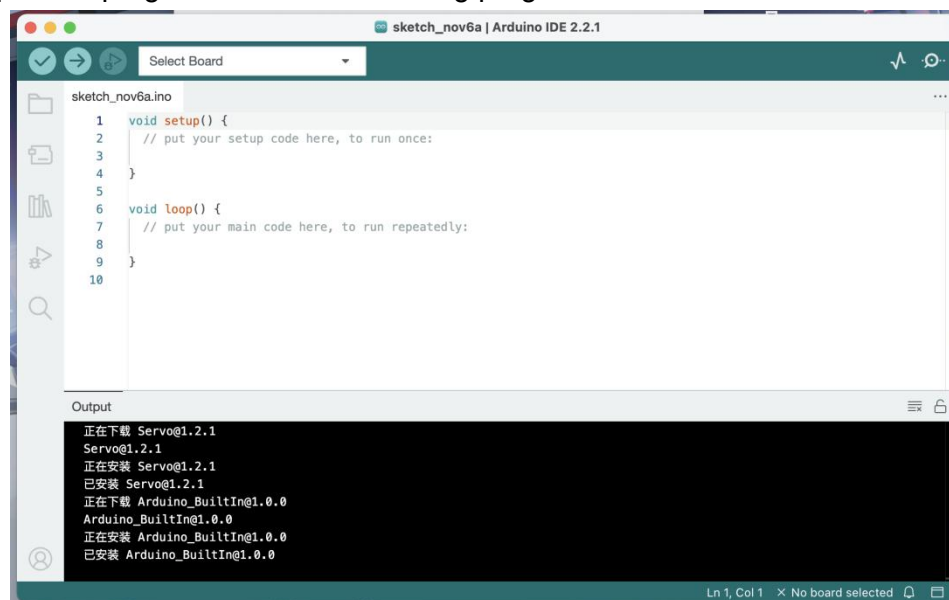 sketch_nov6a | Arduino IDE 2.2.1
Select Board
sketch_nov6a.ino
1 void setup() {
2 // put your setup code here, to run once:
3
4 }
5
6 void loop() {
7 // put your main code here, to run repeatedly:
8
9 }
10
Output
正在下载 Servo@1.2.1
Servo@1.2.1
正在安装 Servo@1.2.1
已安装 Servo@1.2.1
正在下载 Arduino_BuiltIn@1.0.0
Arduino_BuiltIn@1.0.0
正在安装 Arduino_BuiltIn@1.0.0
已安装 Arduino_BuiltIn@1.0.0
Ln 1, Col 1 × No board selected